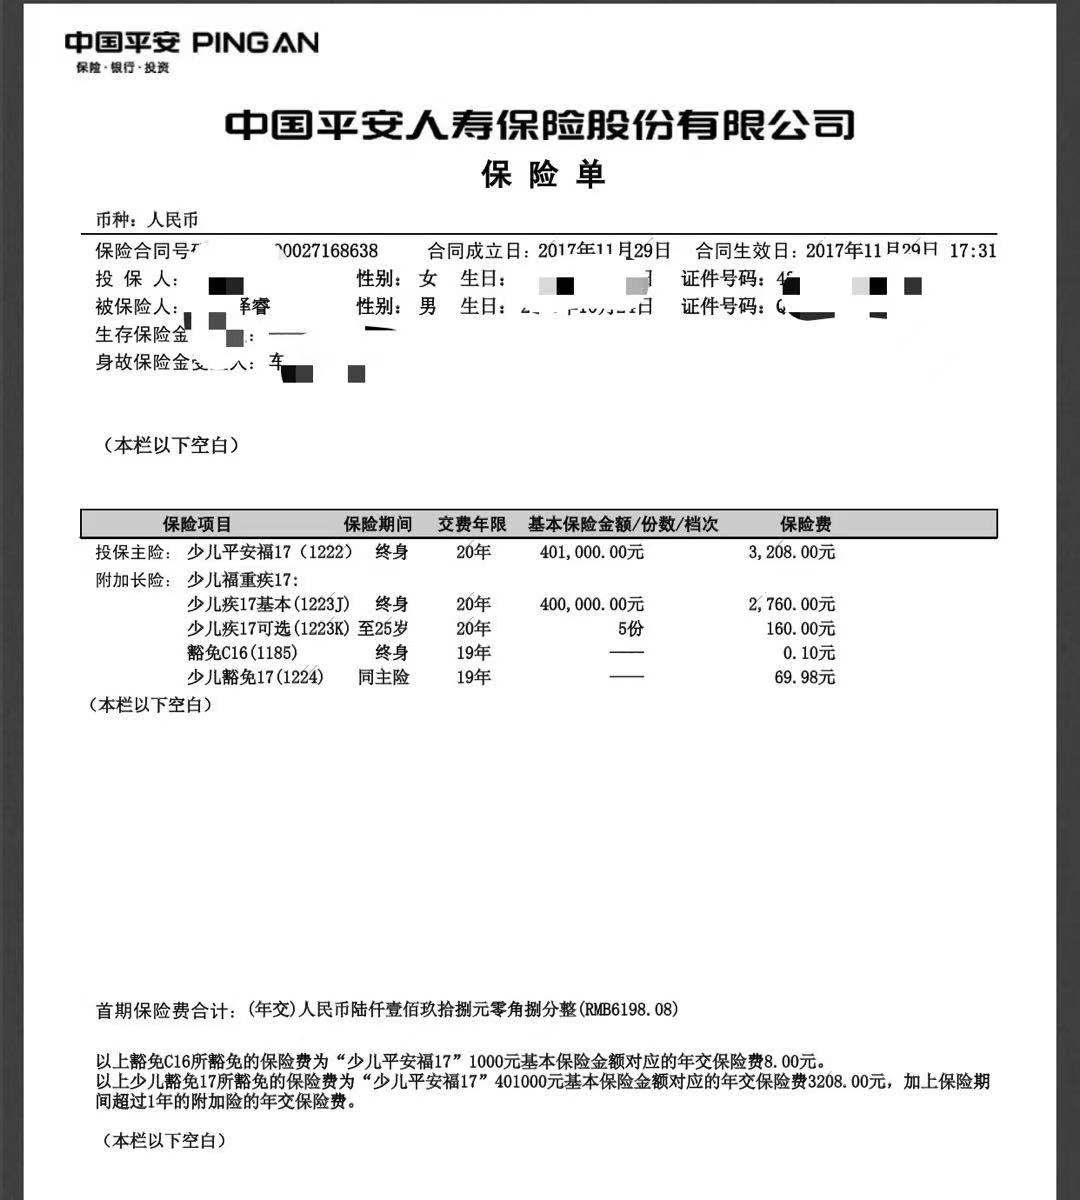 中国平安 PINGAN
保险·银行·投资
中国平安人寿保险股份有限公司
保 险 单
币种：人民币
保险合同号 0027168638 合同成立日：2017年11月29日 合同生效日：2017年11月29日 17:31
投 保 人： 性别：女 生日： 证件号码：
被保险人： 泽睿 性别：男 生日： 证件号码：
生存保险金 ：——
身故保险金受益人：车
（本栏以下空白）
保险项目 保险期间 交费年限 基本保险金额/份数/档次 保险费
投保主险：少儿平安福17（1222） 终身 20年 401,000.00元 3,208.00元
附加长险：少儿福重疾17:
少儿疾17基本(1223J) 终身 20年 400,000.00元 2,760.00元
少儿疾17可选(1223K) 至25岁 20年 5份 160.00元
豁免C16(1185) 终身 19年 —— 0.10元
少儿豁免17(1224) 同主险 19年 —— 69.98元
（本栏以下空白）
首期保险费合计：(年交)人民币陆仟壹佰玖拾捌元零角捌分整(RMB6198.08)
以上豁免C16所豁免的保险费为“少儿平安福17”1000元基本保险金额对应的年交保险费8.00元。
以上少儿豁免17所豁免的保险费为“少儿平安福17”401000元基本保险金额对应的年交保险费3208.00元，加上保险期
间超过1年的附加险的年交保险费。
（本栏以下空白）